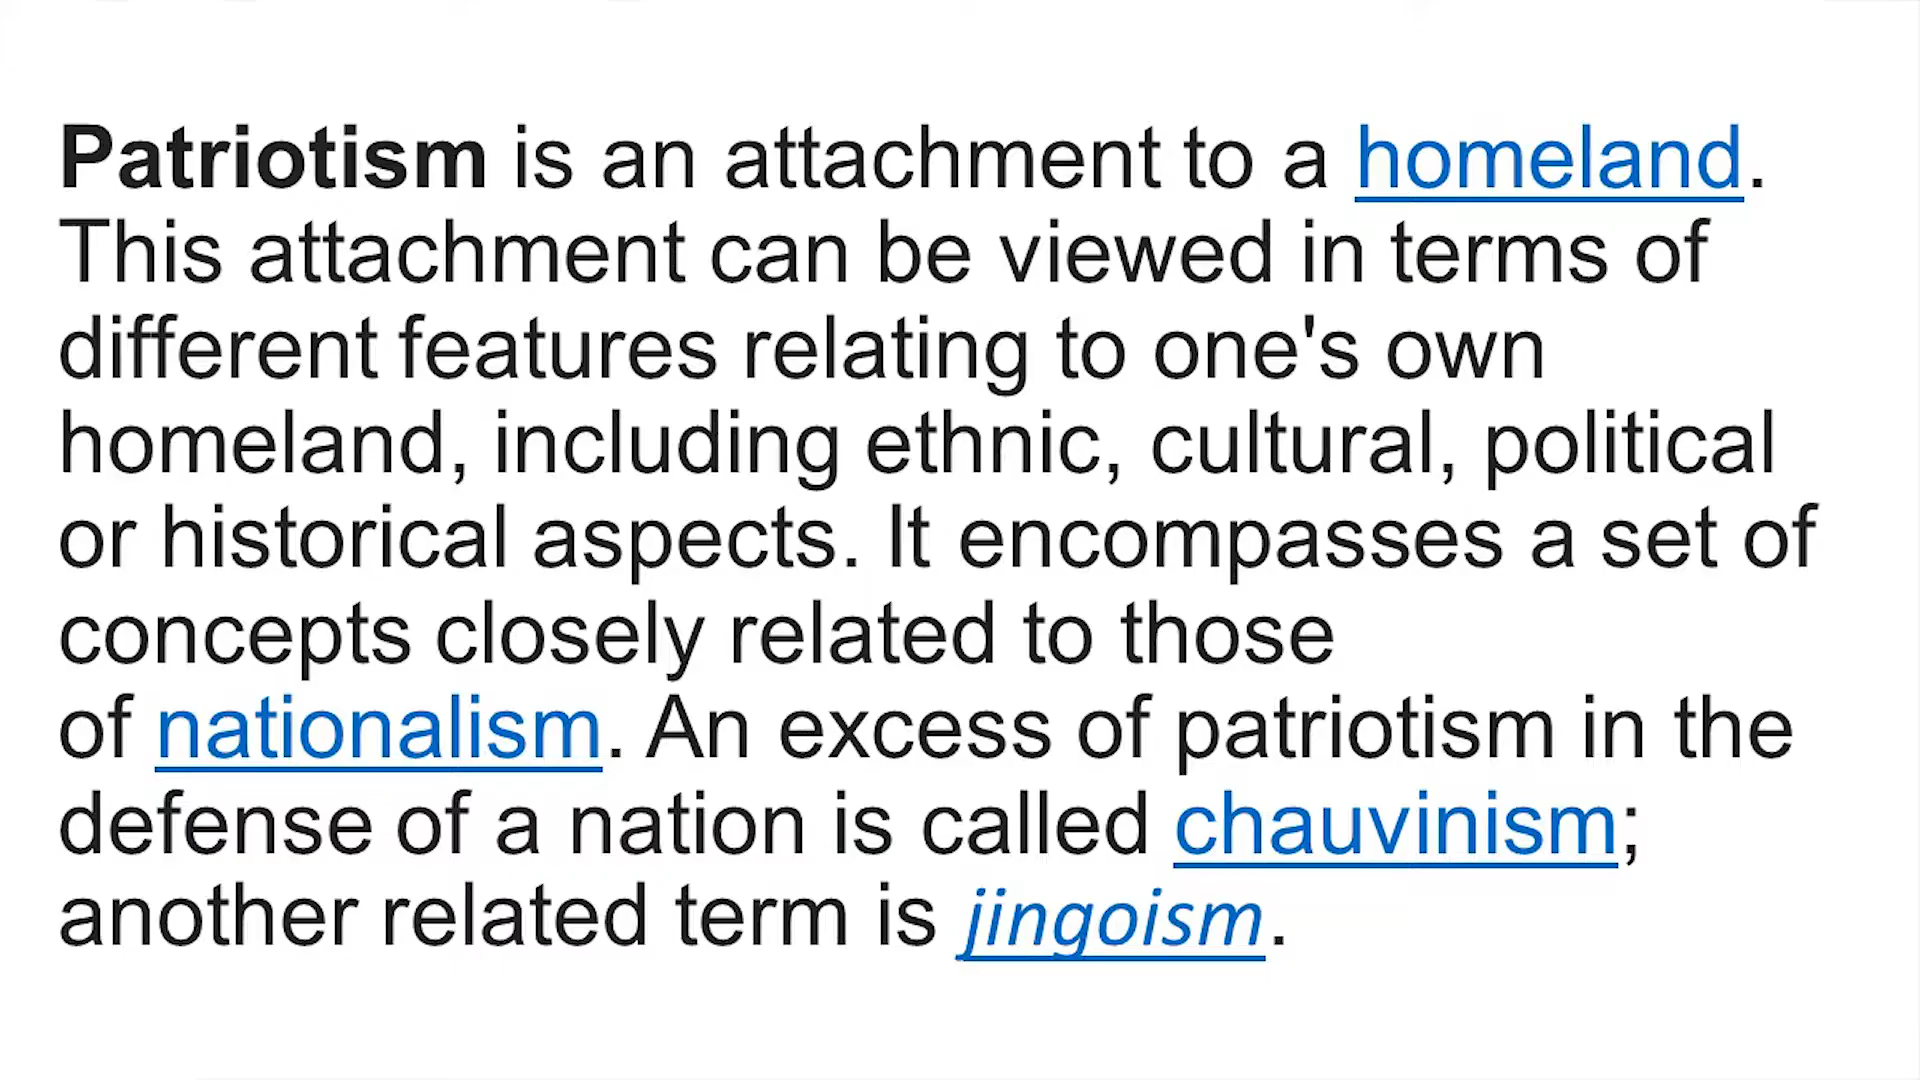 Patriotism is an attachment to a homeland.
This attachment can be viewed in terms of
different features relating to one's own
homeland, including ethnic, cultural, political
or historical aspects. It encompasses a set of
concepts closely related to those
of nationalism. An excess of patriotism in the
defense of a nation is called chauvinism;
another related term is jingoism.